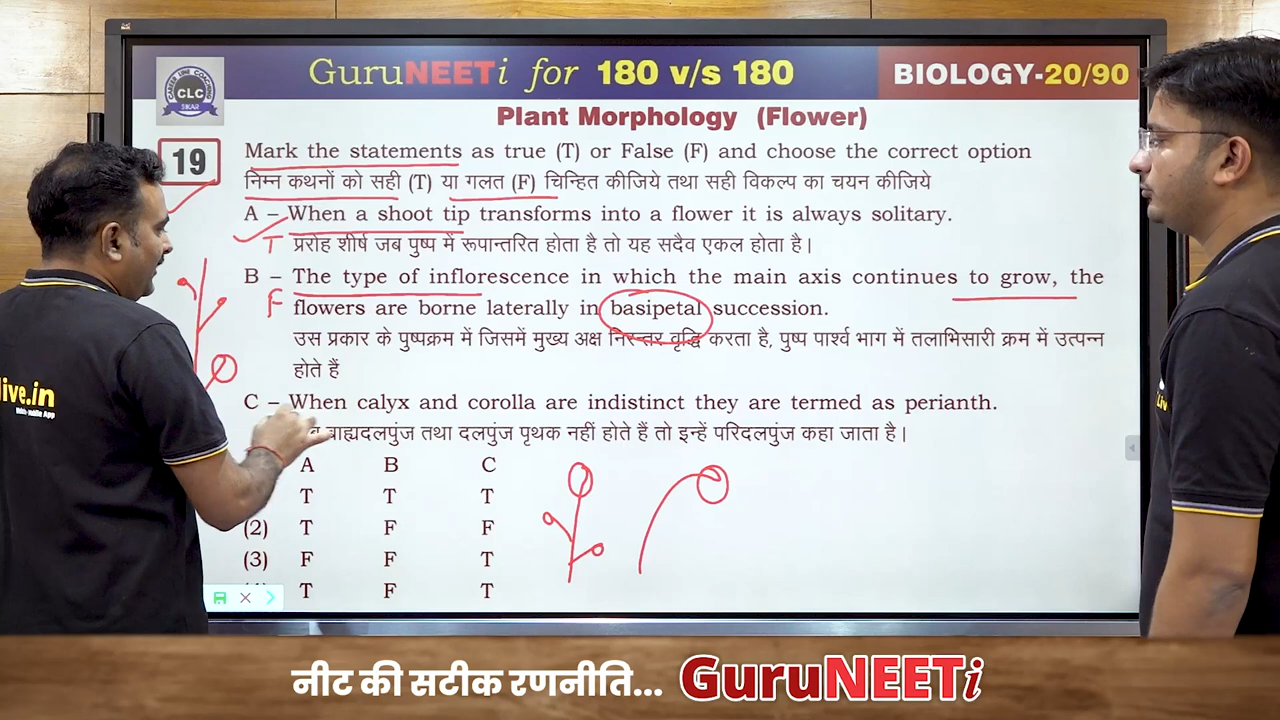 GuruNEETi for 180 v/s 180 BIOLOGY-20/90
CLC
SIKAR
Plant Morphology (Flower)
19 Mark the statements as true (T) or False (F) and choose the correct option
निम्न कथनों को सही (T) या गलत (F) चिन्हित कीजिये तथा सही विकल्प का चयन कीजिये
A – When a shoot tip transforms into a flower it is always solitary.
T प्ररोह शीर्ष जब पुष्प में रूपान्तरित होता है तो यह सदैव एकल होता है।
B – The type of inflorescence in which the main axis continues to grow, the
F flowers are borne laterally in basipetal succession.
उस प्रकार के पुष्पक्रम में जिसमें मुख्य अक्ष निरन्तर वृद्धि करता है, पुष्प पार्श्व भाग में तलाभिसारी क्रम में उत्पन्न
होते हैं
C – When calyx and corolla are indistinct they are termed as perianth.
बाह्यदलपुंज तथा दलपुंज पृथक नहीं होते हैं तो इन्हें परिदलपुंज कहा जाता है।
A B C
T T T
(2) T F F
(3) F F T
T F T
live.in
नीट की सटीक रणनीति... GuruNEETi